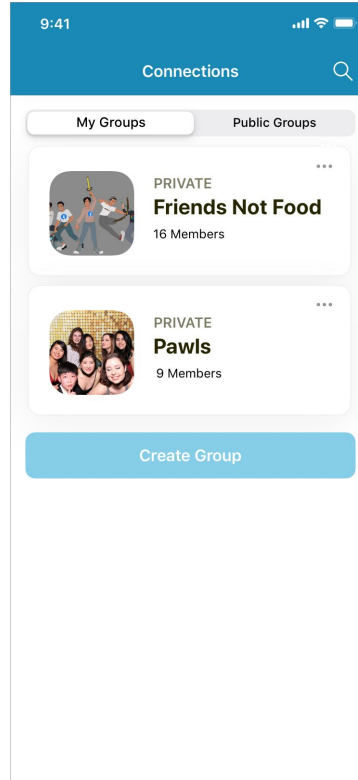 9:41
Connections
My Groups
Public Groups
PRIVATE
Friends Not Food
16 Members
PRIVATE
Pawls
9 Members
Create Group